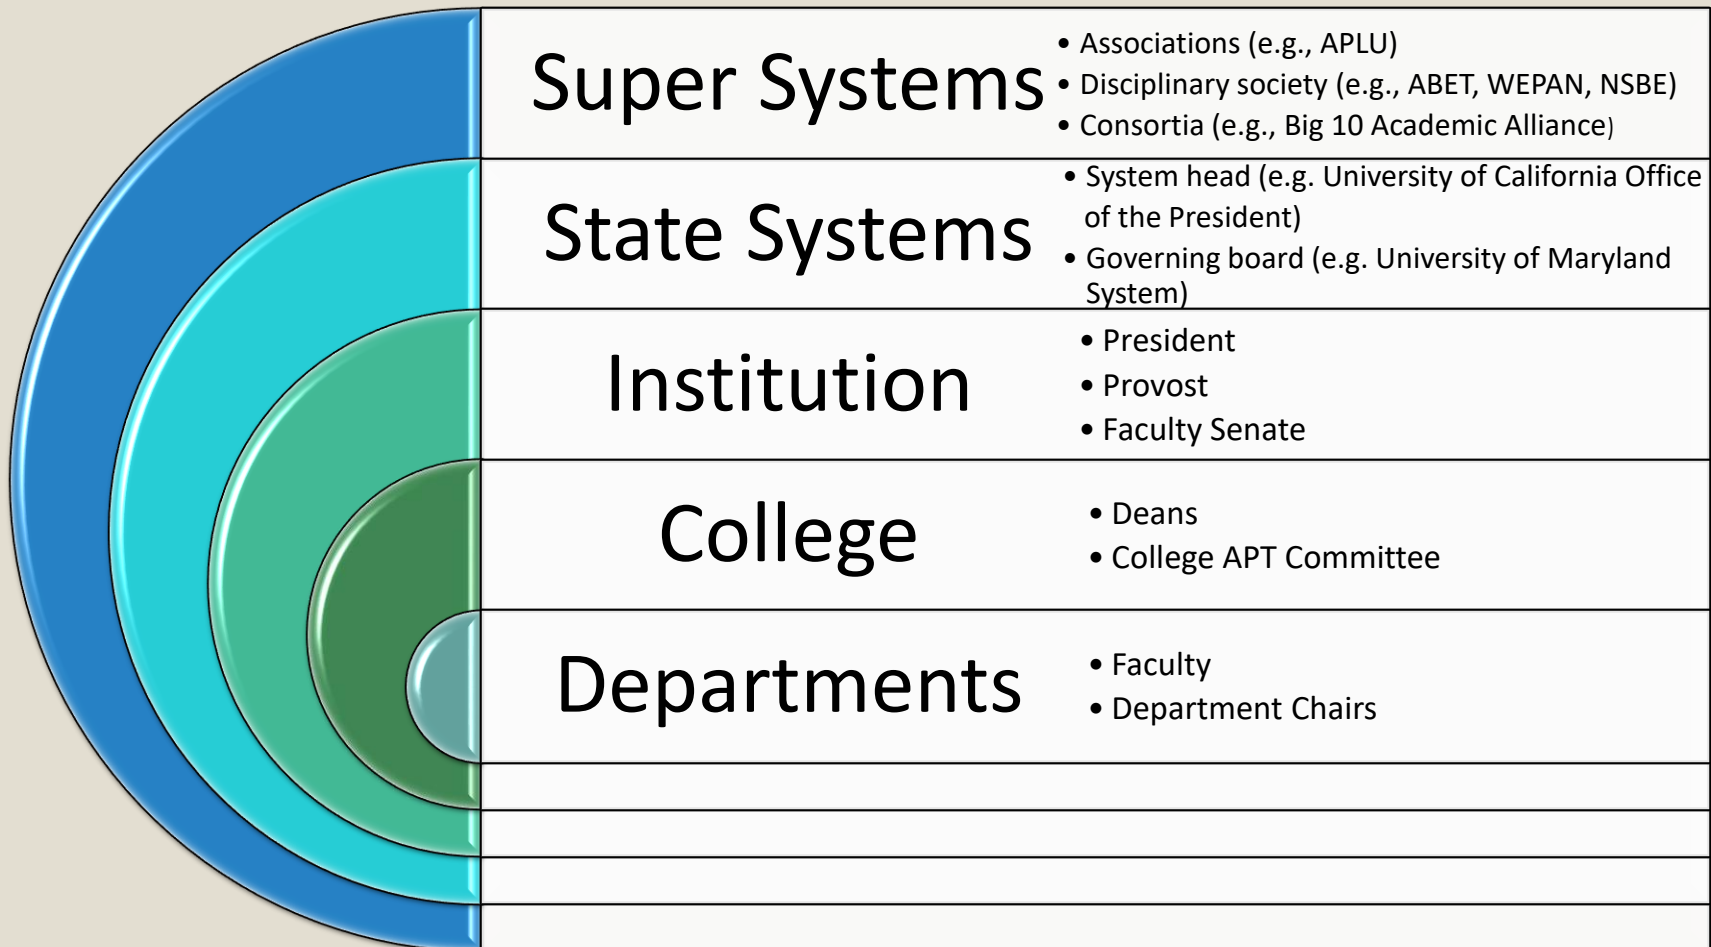 Super Systems
• Associations (e.g., APLU)
• Disciplinary society (e.g., ABET, WEPAN, NSBE)
• Consortia (e.g., Big 10 Academic Alliance)
State Systems
• System head (e.g. University of California Office
of the President)
• Governing board (e.g. University of Maryland
System)
Institution
• President
• Provost
• Faculty Senate
College
• Deans
• College APT Committee
Departments
• Faculty
• Department Chairs